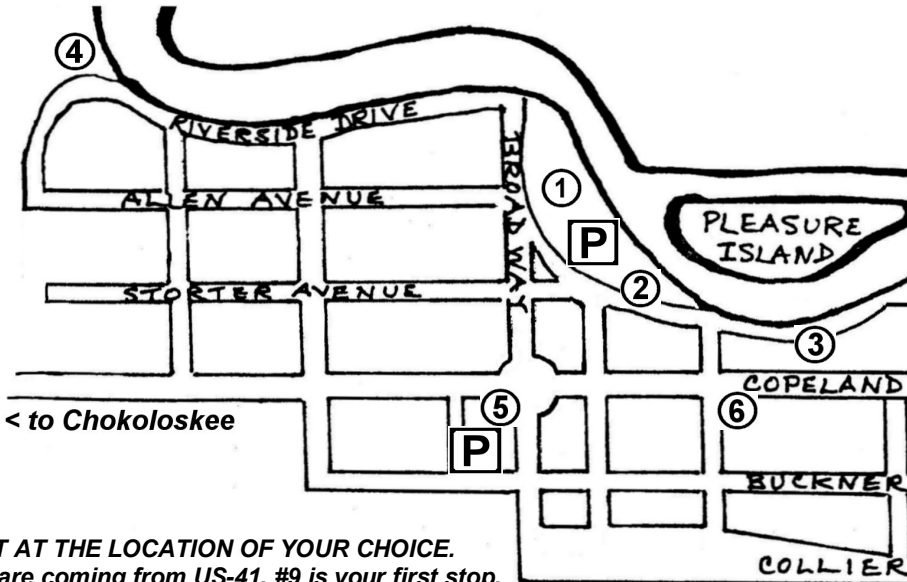 4
RIVERSIDE DRIVE
BROADWAY
1
ALLEN AVENUE
P
PLEASURE
ISLAND
STORTER AVENUE
2
3
COPELAND
< to Chokoloskee
5
6
P
BUCKNER
T AT THE LOCATION OF YOUR CHOICE.
are coming from US-41, #9 is your first stop.
COLLIER